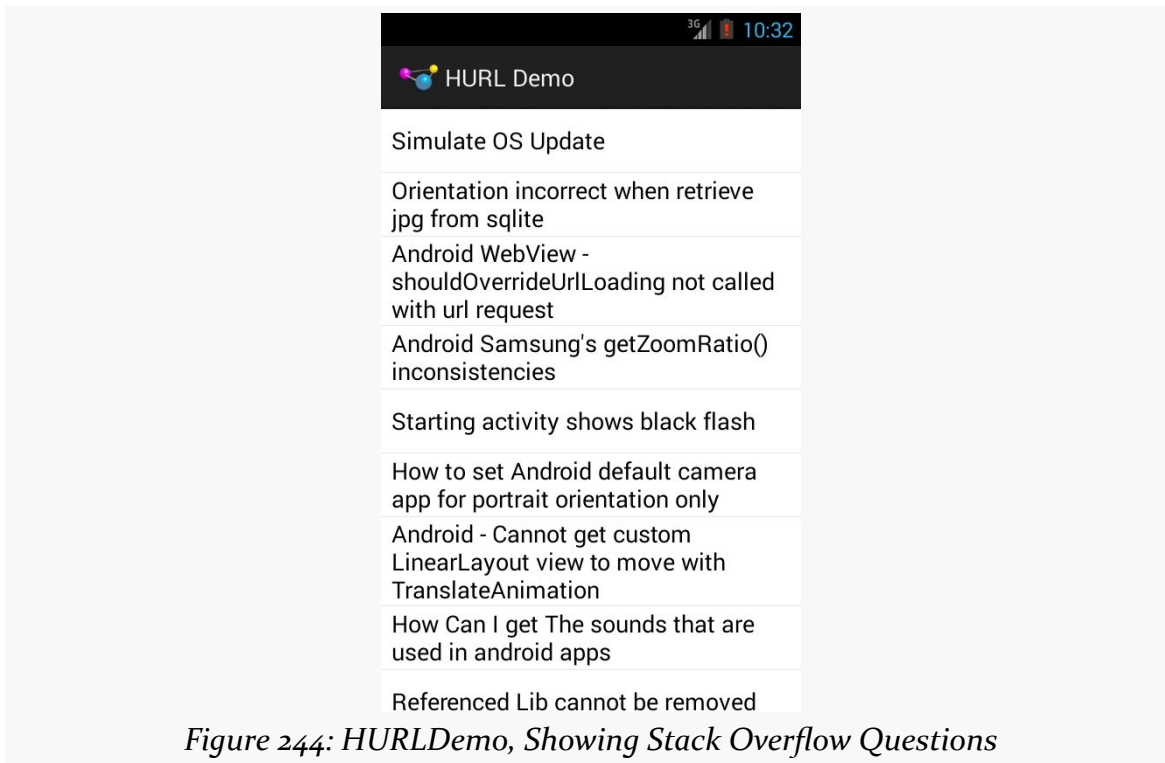 3G 10:32
HURL Demo
Simulate OS Update
Orientation incorrect when retrieve
jpg from sqlite
Android WebView -
shouldOverrideUrlLoading not called
with url request
Android Samsung's getZoomRatio()
inconsistencies
Starting activity shows black flash
How to set Android default camera
app for portrait orientation only
Android - Cannot get custom
LinearLayout view to move with
TranslateAnimation
How Can I get The sounds that are
used in android apps
Referenced Lib cannot be removed
Figure 244: HURLDemo, Showing Stack Overflow Questions